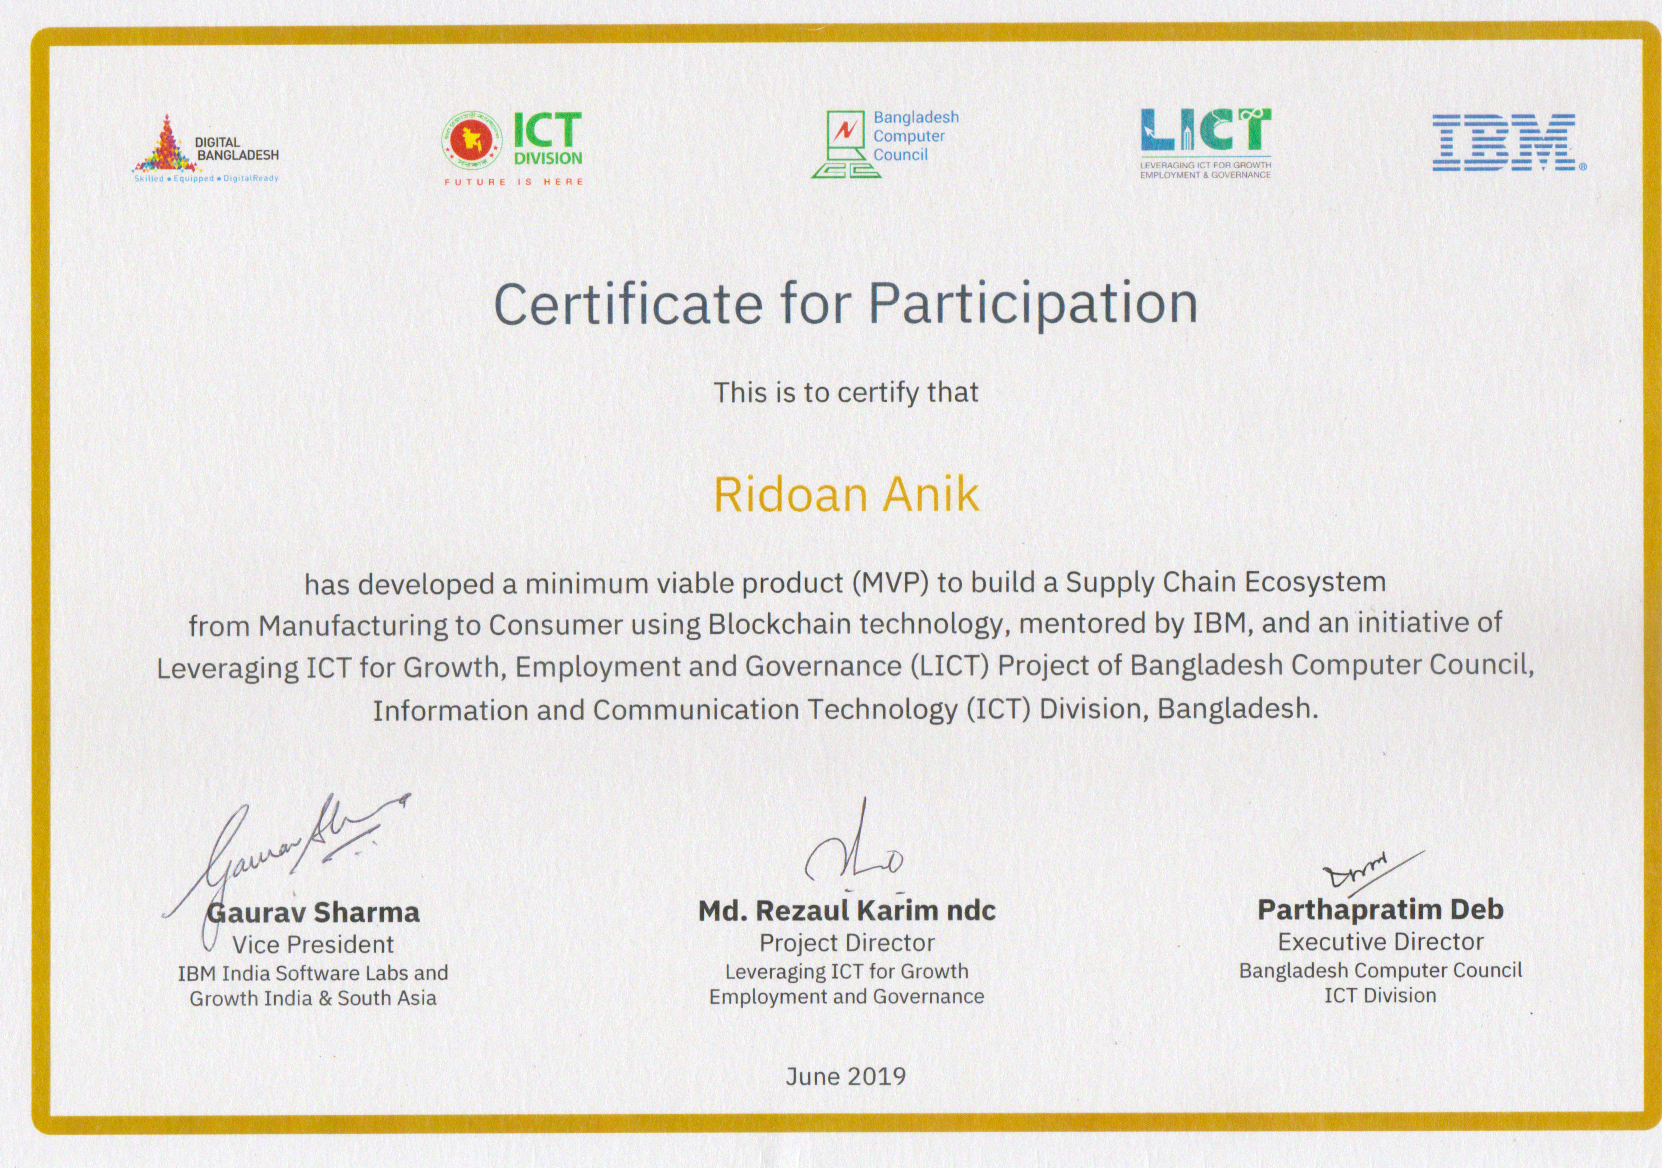 DIGITAL
BANGLADESH
Skilled • Equipped • DigitalReady
ICT
DIVISION
FUTURE IS HERE
Bangladesh
Computer
Council
LICT
LEVERAGING ICT FOR GROWTH
EMPLOYMENT & GOVERNANCE
IBM®
Certificate for Participation
This is to certify that
Ridoan Anik
has developed a minimum viable product (MVP) to build a Supply Chain Ecosystem
from Manufacturing to Consumer using Blockchain technology, mentored by IBM, and an initiative of
Leveraging ICT for Growth, Employment and Governance (LICT) Project of Bangladesh Computer Council,
Information and Communication Technology (ICT) Division, Bangladesh.
Gaurav Sharma
Vice President
IBM India Software Labs and
Growth India & South Asia
Md. Rezaul Karim ndc
Project Director
Leveraging ICT for Growth
Employment and Governance
Parthapratim Deb
Executive Director
Bangladesh Computer Council
ICT Division
June 2019